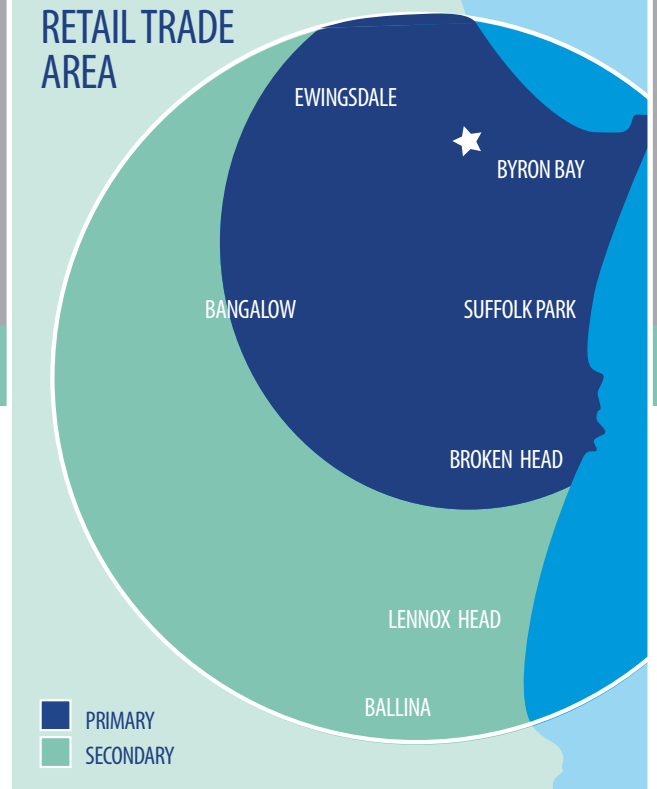 RETAIL TRADE
AREA
EWINGSDALE
BYRON BAY
BANGALOW
SUFFOLK PARK
BROKEN HEAD
LENNOX HEAD
BALLINA
PRIMARY
SECONDARY